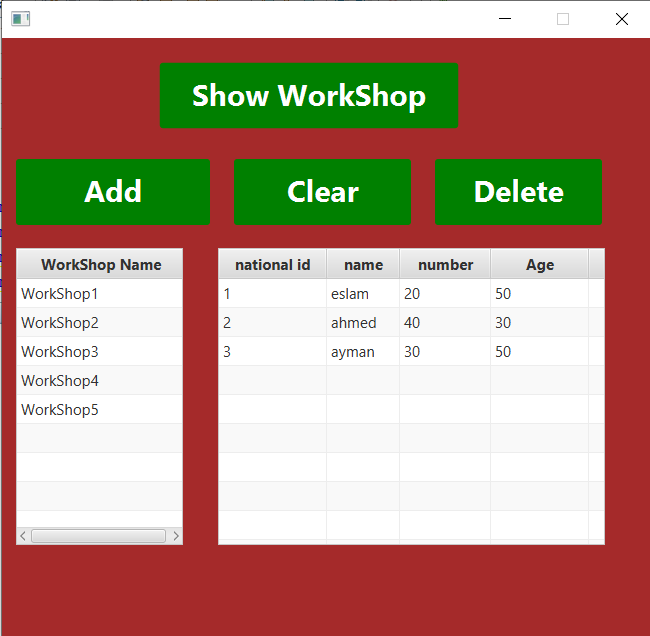 Show WorkShop
Add Clear Delete
WorkShop Name
WorkShop1
WorkShop2
WorkShop3
WorkShop4
WorkShop5
national id name number Age
1 eslam 20 50
2 ahmed 40 30
3 ayman 30 50